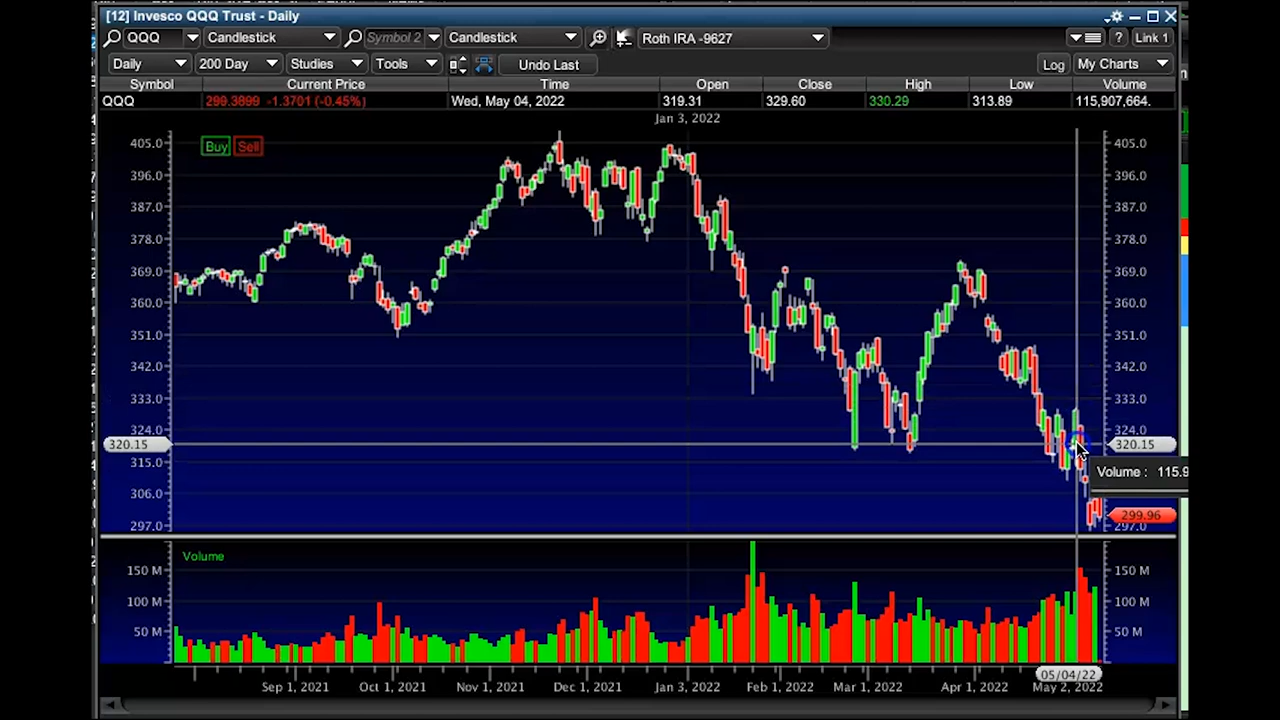 [12] Invesco QQQ Trust - Daily
QQQ Candlestick Symbol 2 Candlestick Roth IRA -9627 ? Link 1
Daily 200 Day Studies Tools Undo Last Log My Charts
Symbol Current Price Time Open Close High Low Volume
QQQ 299.3899 -1.3701 (-0.45%) Wed, May 04, 2022 319.31 329.60 330.29 313.89 115,907,664.
Jan 3, 2022
Buy Sell
405.0 405.0
396.0 396.0
387.0 387.0
378.0 378.0
369.0 369.0
360.0 360.0
351.0 351.0
342.0 342.0
333.0 333.0
324.0 324.0
320.15 320.15
315.0 315.0
Volume : 115.9
306.0
299.96
297.0 297.0
Volume
150 M 150 M
100 M 100 M
50 M 50 M
05/04/22
Sep 1, 2021 Oct 1, 2021 Nov 1, 2021 Dec 1, 2021 Jan 3, 2022 Feb 1, 2022 Mar 1, 2022 Apr 1, 2022 May 2, 2022